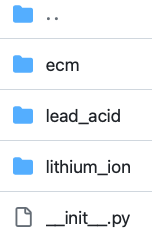 ..
ecm
lead_acid
lithium_ion
__init__.py